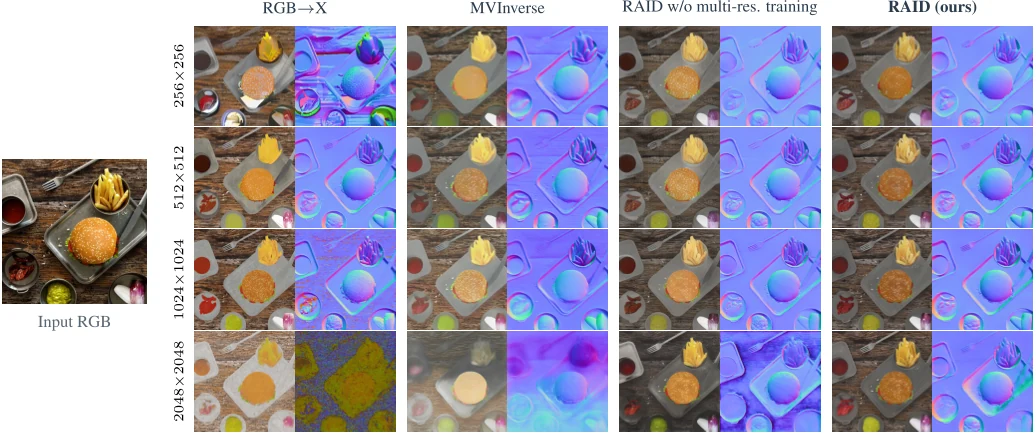 RGB→X
MVInverse
RAID w/o multi-res. training
RAID (ours)
256×256
512×512
1024×1024
2048×2048
Input RGB